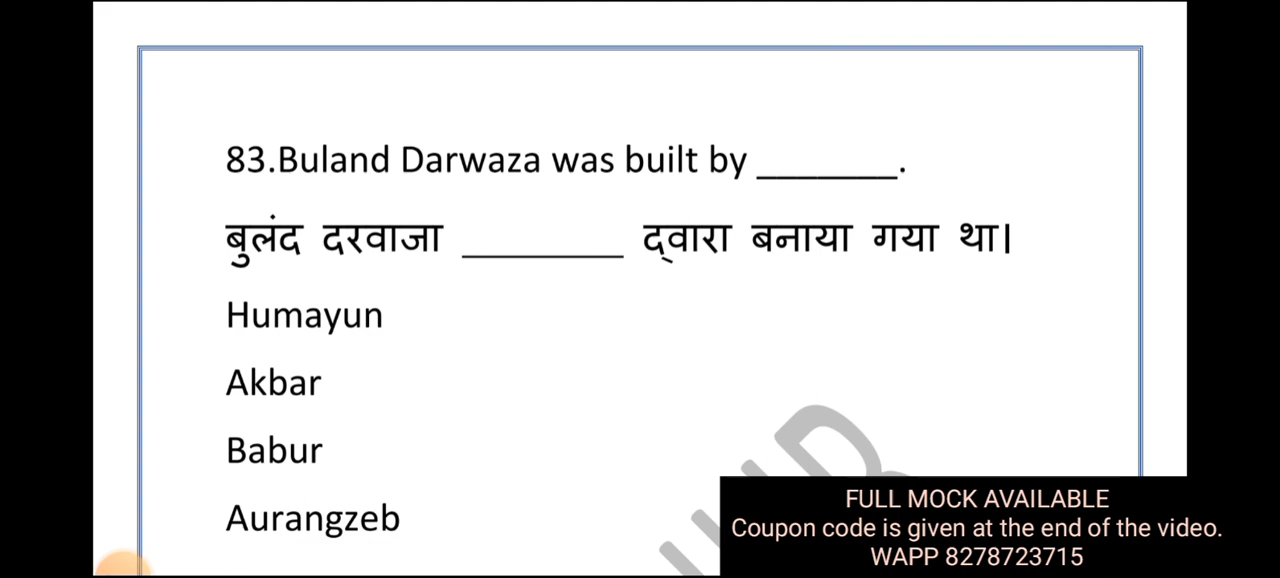 83.Buland Darwaza was built by _______.
बुलंद दरवाजा ________ द्‌वारा बनाया गया था।
Humayun
Akbar
Babur
Aurangzeb
FULL MOCK AVAILABLE
Coupon code is given at the end of the video.
WAPP 8278723715